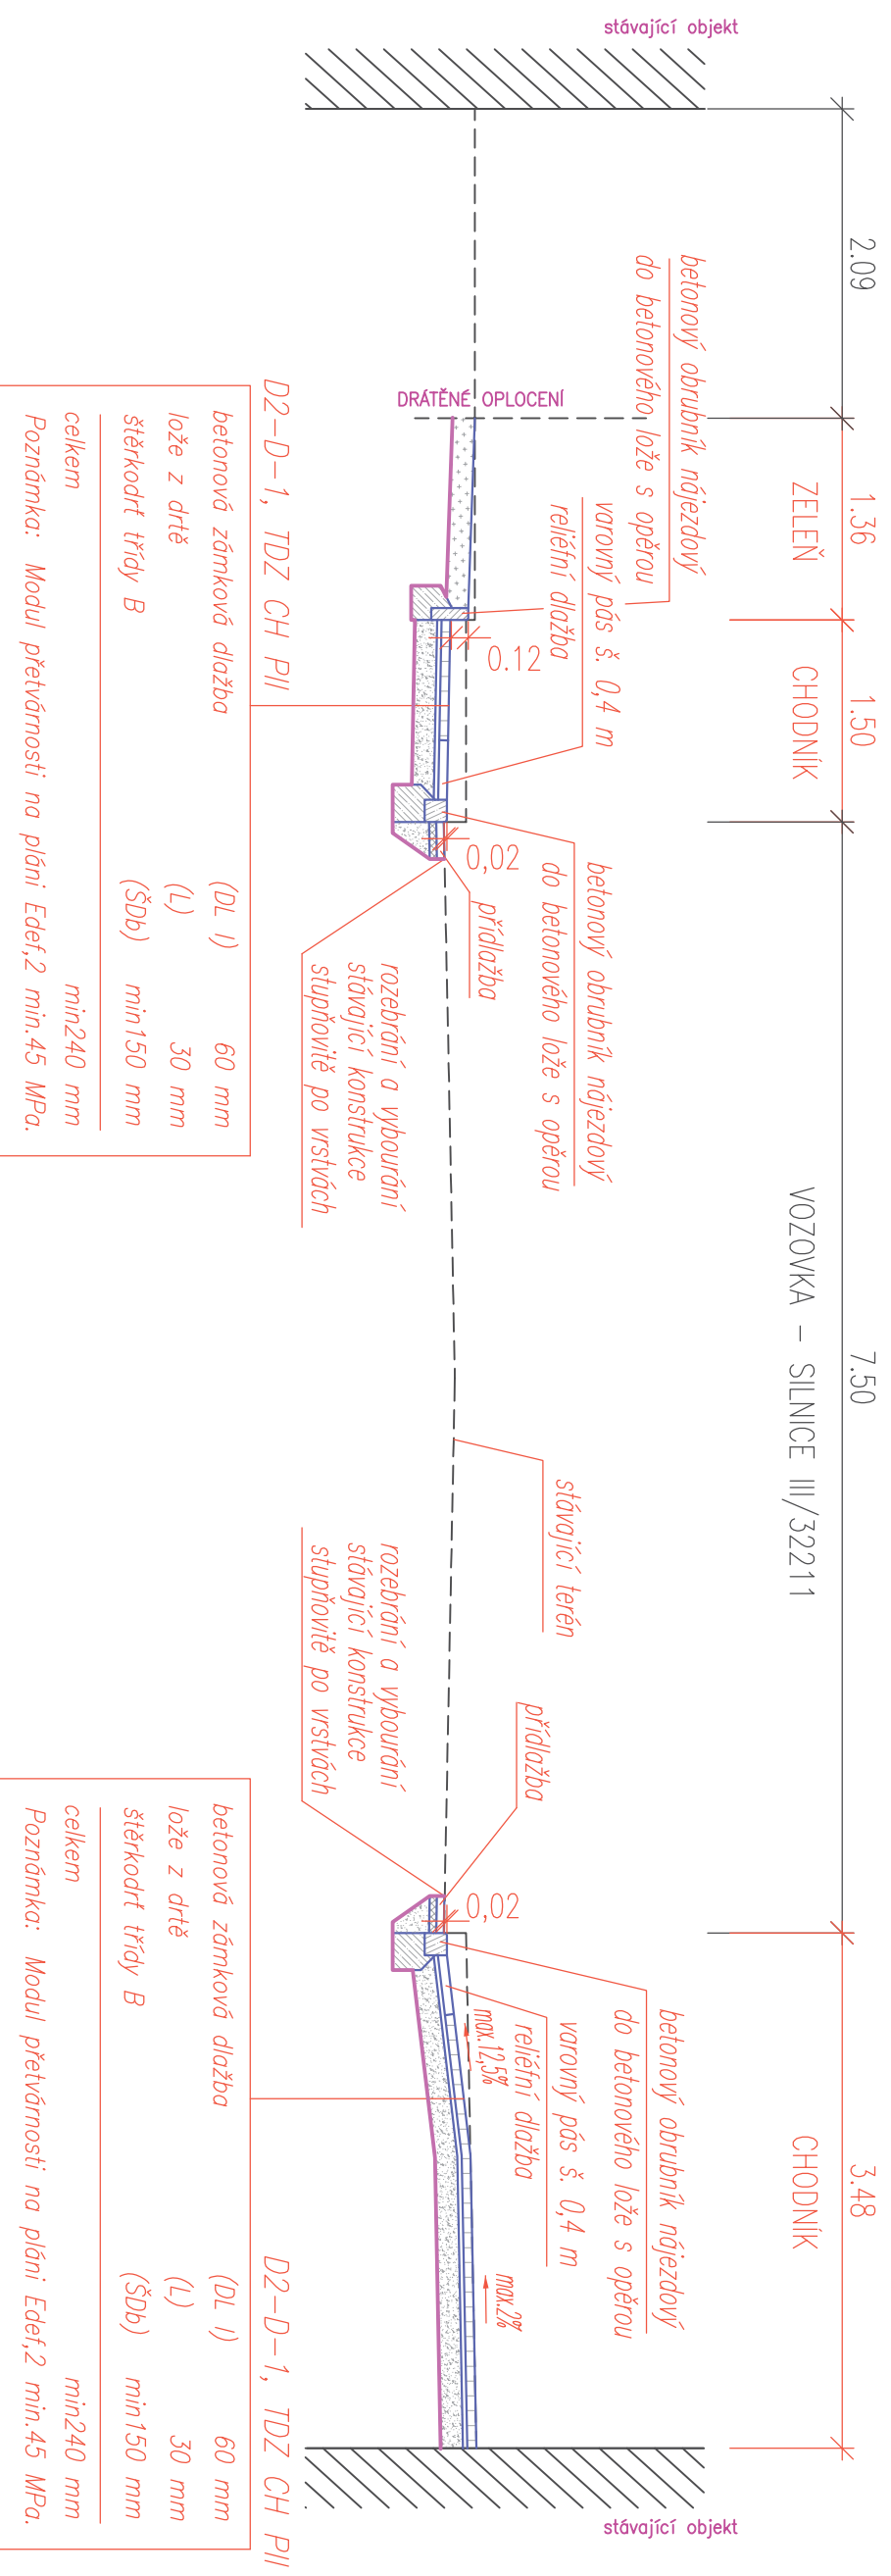 2.09
1.36
1.50
7.50
3.48
ZELEŇ
CHODNÍK
VOZOVKA - SILNICE III/32211
CHODNÍK
stávající objekt
stávající objekt
betonový obrubník nájezdový
do betonového lože s opěrou
varovný pás š. 0,4 m
reliéfní dlažba
DRÁTĚNÉ OPLOCENÍ
0.12
0,02
betonový obrubník nájezdový
do betonového lože s opěrou
přídlažba
rozebrání a vybourání
stávající konstrukce
stupňovitě po vrstvách
stávající terén
přídlažba
rozebrání a vybourání
stávající konstrukce
stupňovitě po vrstvách
0,02
betonový obrubník nájezdový
do betonového lože s opěrou
varovný pás š. 0,4 m
reliéfní dlažba
max.12,5%
max.2%
D2-D-1, TDZ CH PII
betonová zámková dlažba (DL I) 60 mm
lože z drtě (L) 30 mm
štěrkodrť třídy B (ŠDb) min150 mm
celkem min240 mm
Poznámka: Modul přetvárnosti na pláni Edef,2 min.45 MPa.
D2-D-1, TDZ CH PII
betonová zámková dlažba (DL I) 60 mm
lože z drtě (L) 30 mm
štěrkodrť třídy B (ŠDb) min150 mm
celkem min240 mm
Poznámka: Modul přetvárnosti na pláni Edef,2 min.45 MPa.